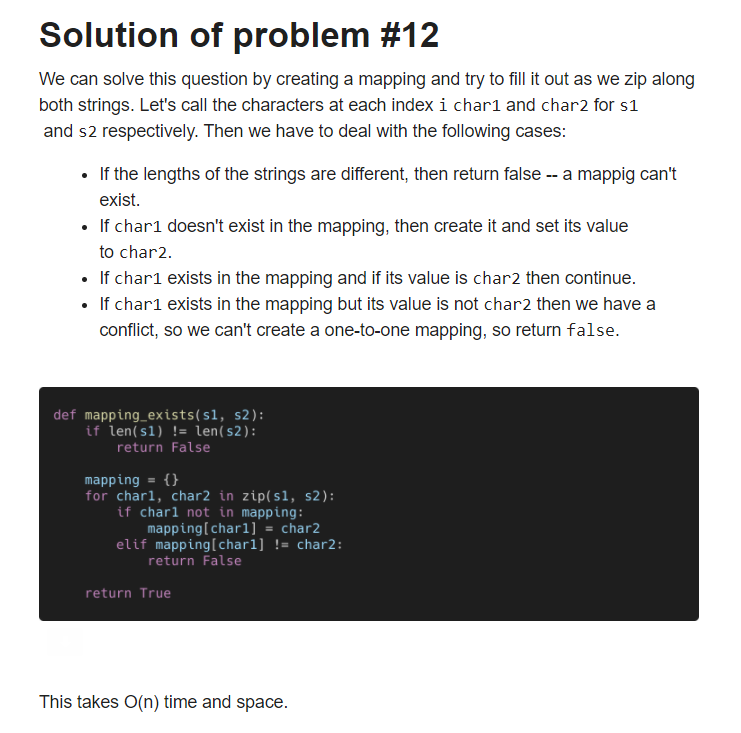 Solution of problem #12
We can solve this question by creating a mapping and try to fill it out as we zip along
both strings. Let's call the characters at each index i char1 and char2 for s1
and s2 respectively. Then we have to deal with the following cases:
• If the lengths of the strings are different, then return false -- a mappig can't
exist.
• If char1 doesn't exist in the mapping, then create it and set its value
to char2.
• If char1 exists in the mapping and if its value is char2 then continue.
• If char1 exists in the mapping but its value is not char2 then we have a
conflict, so we can't create a one-to-one mapping, so return false.
def mapping_exists(s1, s2):
    if len(s1) != len(s2):
        return False
    mapping = {}
    for char1, char2 in zip(s1, s2):
        if char1 not in mapping:
            mapping[char1] = char2
        elif mapping[char1] != char2:
            return False
    return True
This takes O(n) time and space.